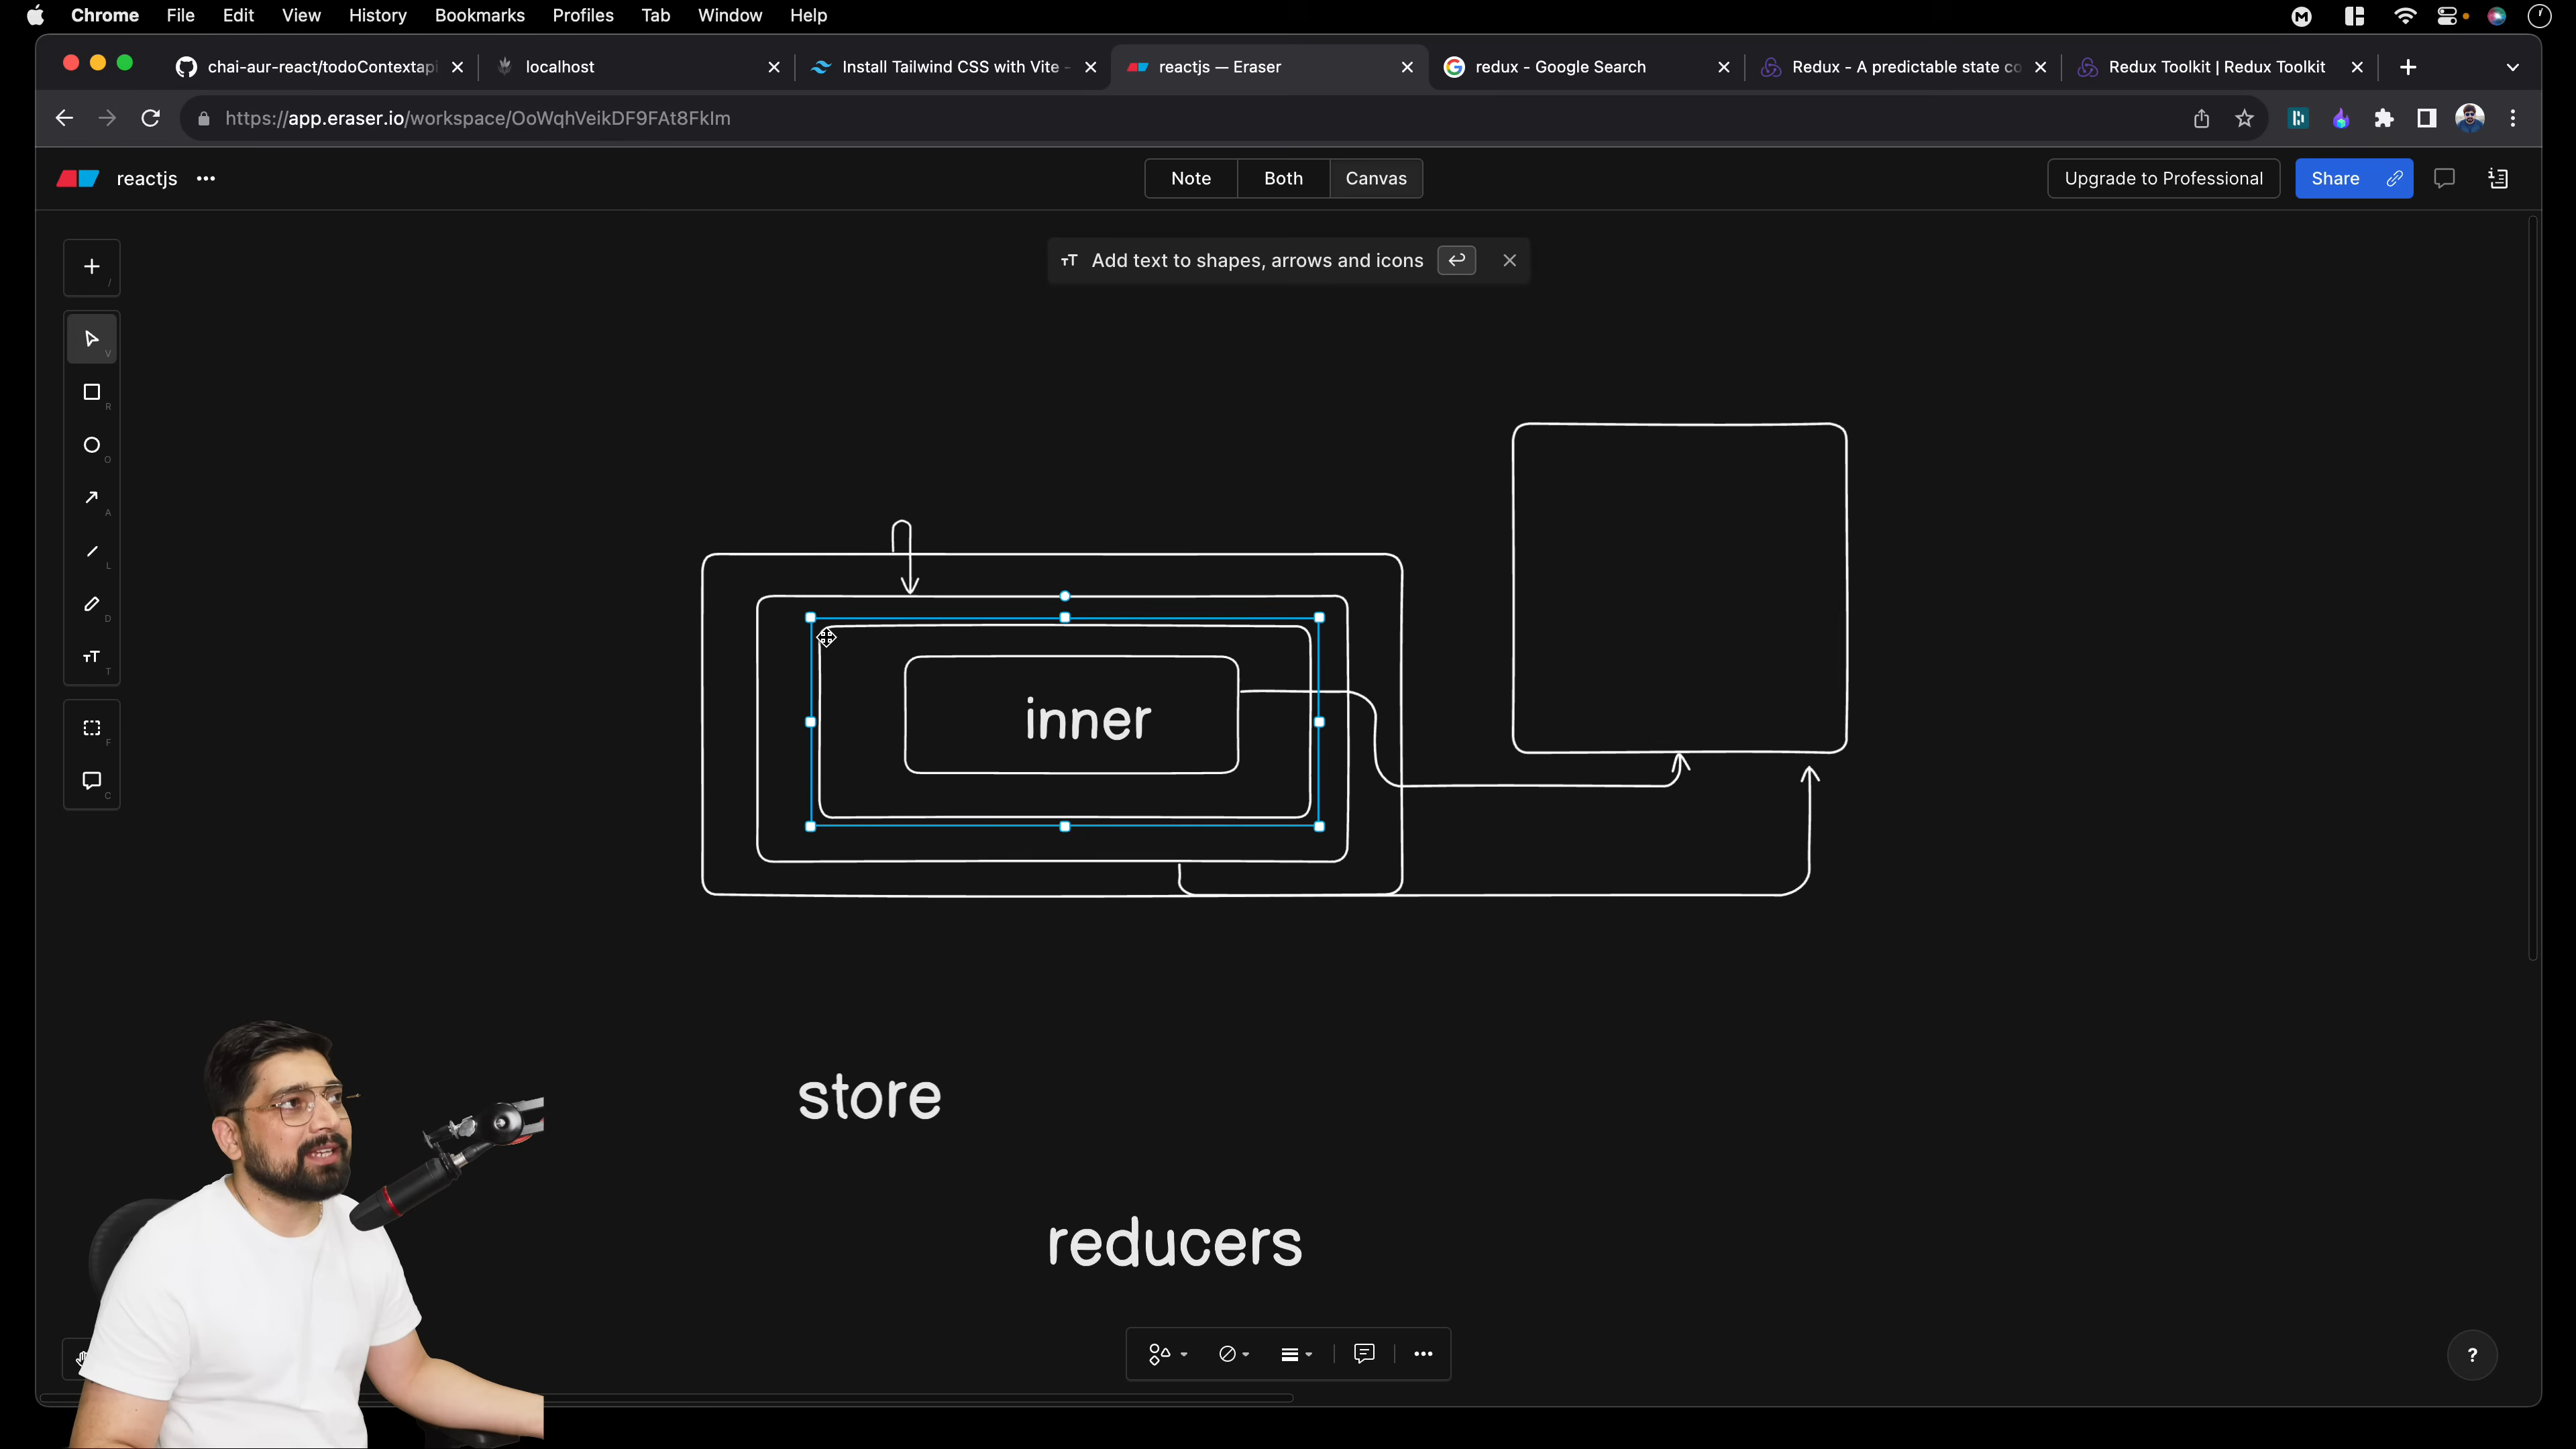 Chrome File Edit View History Bookmarks Profiles Tab Window Help
chai-aur-react/todoContextapi
localhost
Install Tailwind CSS with Vite -
reactjs — Eraser
redux - Google Search
Redux - A predictable state co
Redux Toolkit | Redux Toolkit
https://app.eraser.io/workspace/OoWqhVeikDF9FAt8FkIm
reactjs
Note Both Canvas
Upgrade to Professional
Share
TT Add text to shapes, arrows and icons
/
V
R
O
A
L
D
TT
T
F
C
inner
store
reducers
?